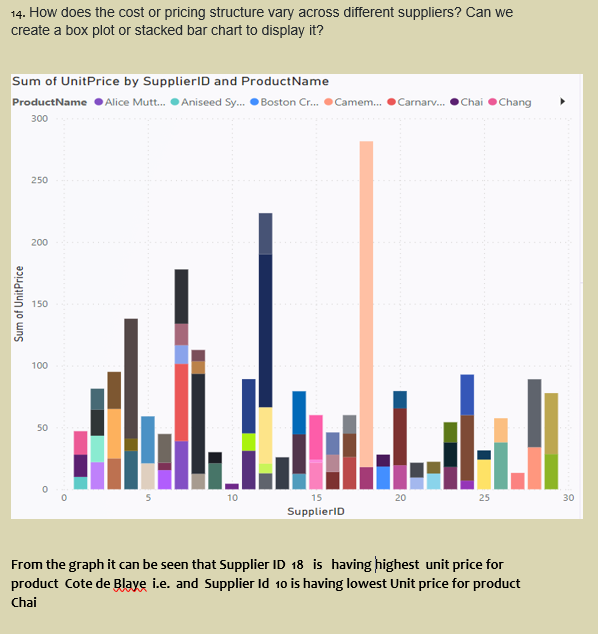 14. How does the cost or pricing structure vary across different suppliers? Can we
create a box plot or stacked bar chart to display it?
Sum of UnitPrice by SupplierID and ProductName
ProductName Alice Mutt... Aniseed Sy... Boston Cr... Camem... Carnarv... Chai Chang
300
250
200
150
100
50
0
Sum of UnitPrice
0 5 10 15 20 25 30
SupplierID
From the graph it can be seen that Supplier ID 18 is having highest unit price for
product Cote de Blaye i.e. and Supplier Id 10 is having lowest Unit price for product
Chai